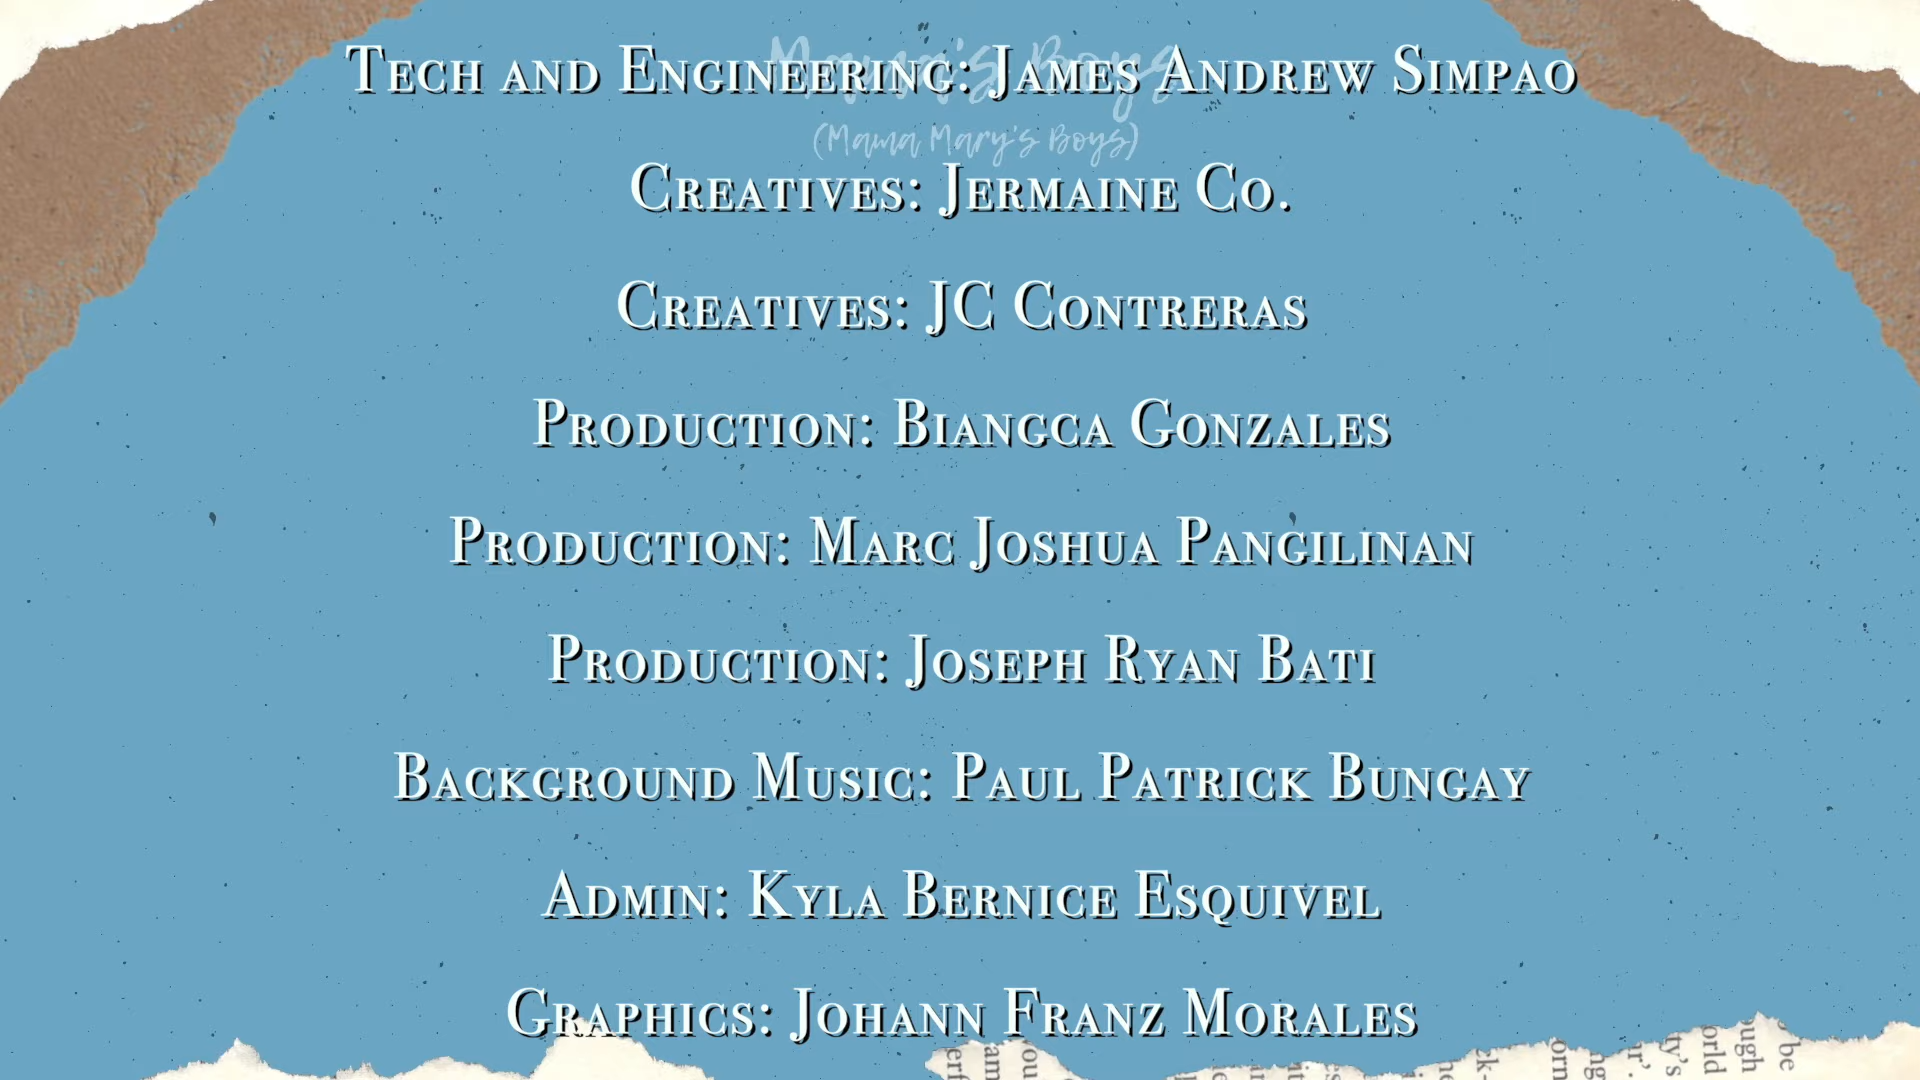 Mama's Boys
TECH AND ENGINEERING: JAMES ANDREW SIMPAO
(Mama Mary's Boys)
CREATIVES: JERMAINE CO.
CREATIVES: JC CONTRERAS
PRODUCTION: BIANGCA GONZALES
PRODUCTION: MARC JOSHUA PANGILINAN
PRODUCTION: JOSEPH RYAN BATI
BACKGROUND MUSIC: PAUL PATRICK BUNGAY
ADMIN: KYLA BERNICE ESQUIVEL
GRAPHICS: JOHANN FRANZ MORALES